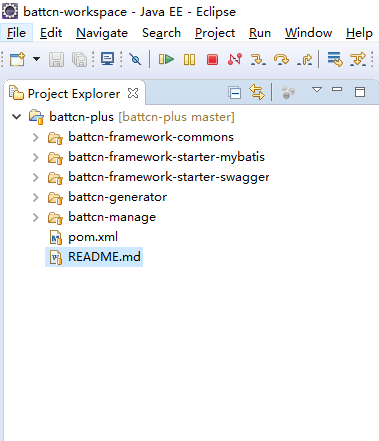 battcn-workspace - Java EE - Eclipse
File Edit Navigate Search Project Run Window Help
Project Explorer
battcn-plus [battcn-plus master]
battcn-framework-commons
battcn-framework-starter-mybatis
battcn-framework-starter-swagger
battcn-generator
battcn-manage
pom.xml
README.md